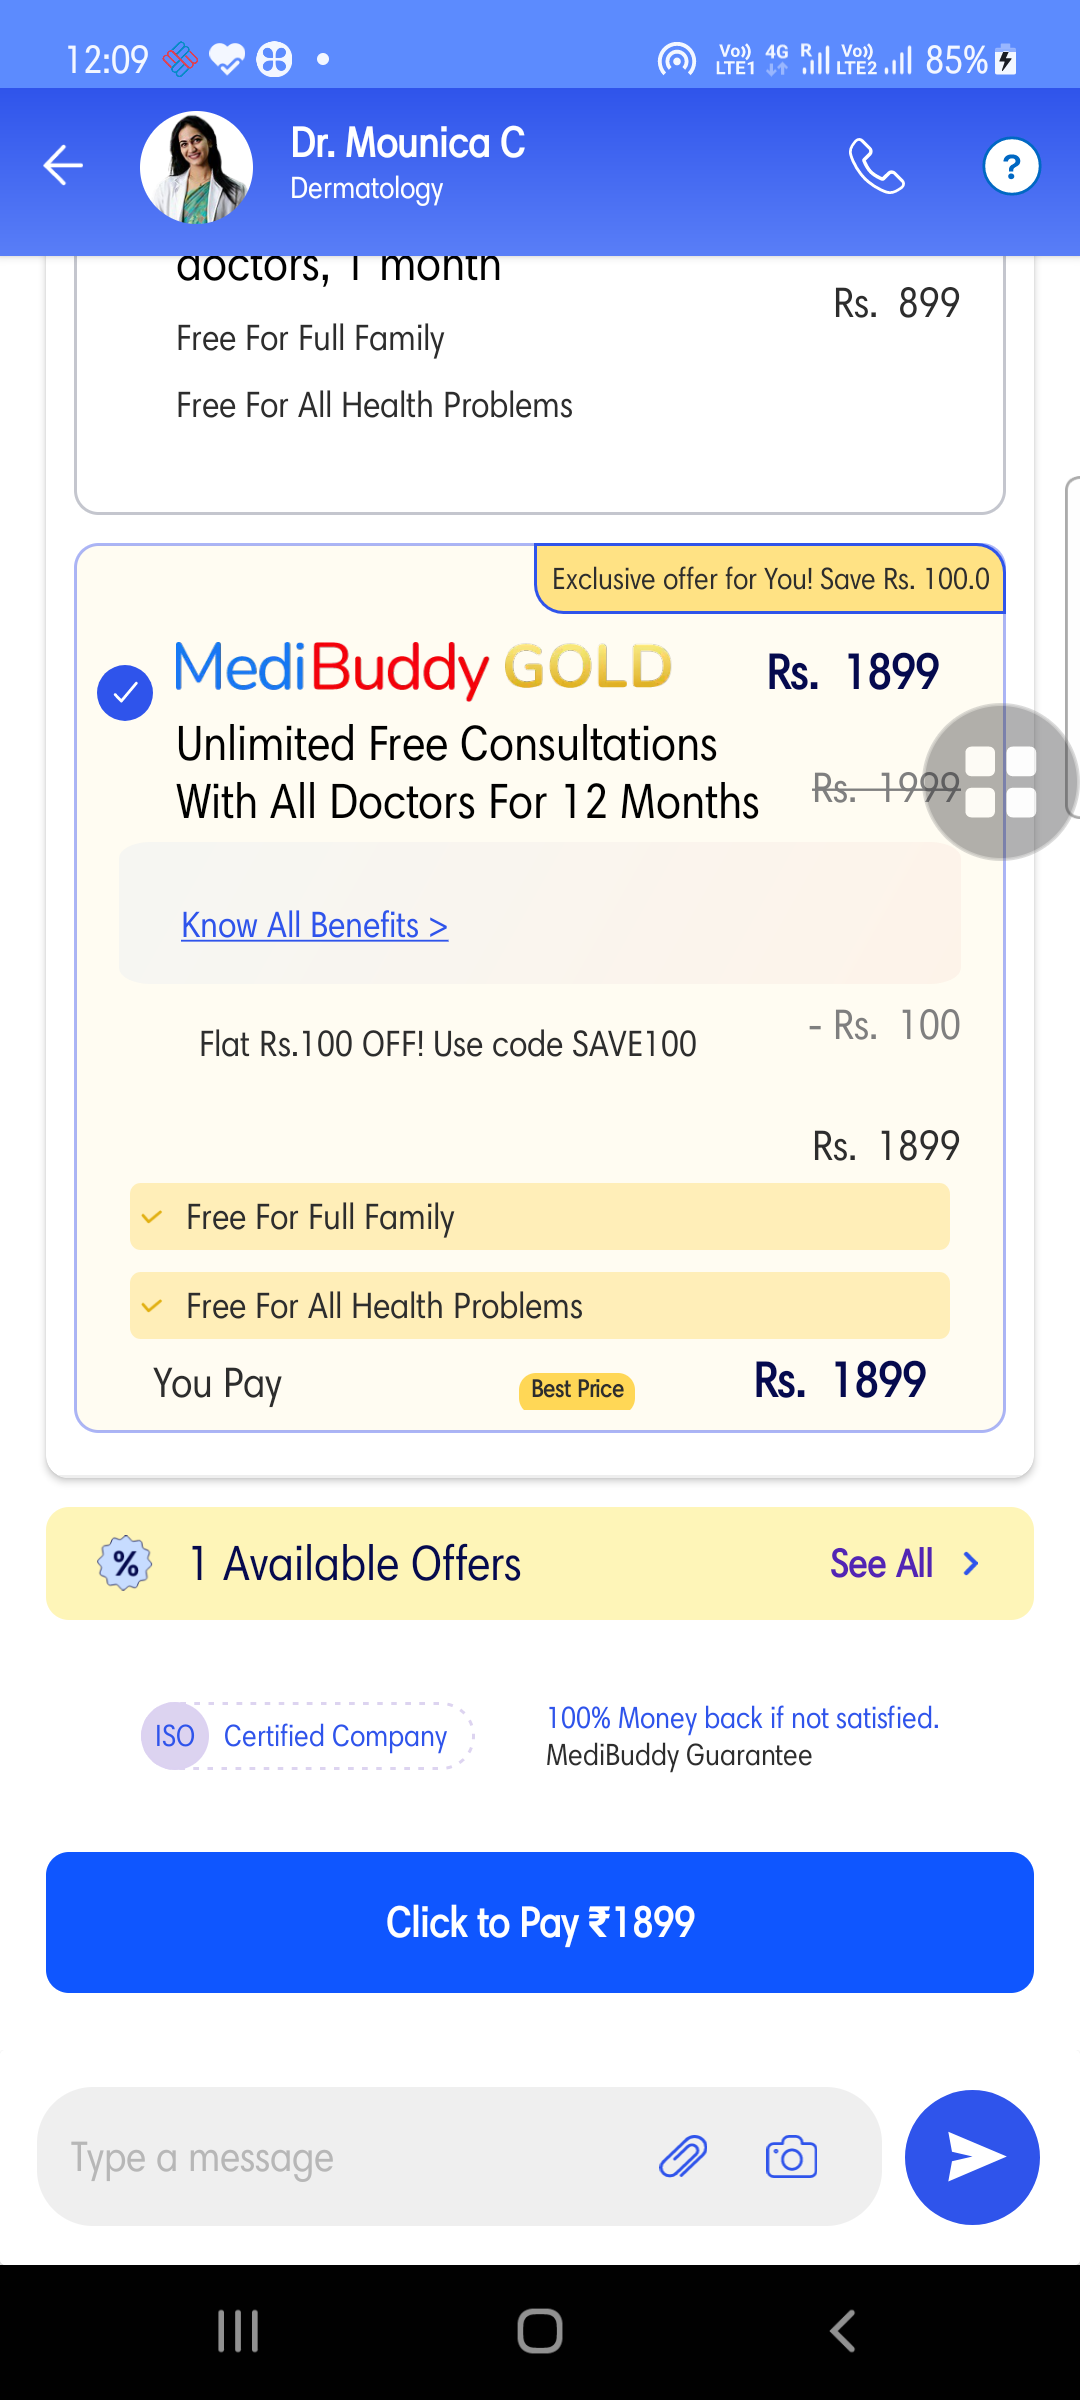 12:09
Vo)) LTE1 4G R Vo)) LTE2 85%
Dr. Mounica C
Dermatology
?
doctors, 1 month
Rs. 899
Free For Full Family
Free For All Health Problems
Exclusive offer for You! Save Rs. 100.0
MediBuddy GOLD Rs. 1899
Unlimited Free Consultations
With All Doctors For 12 Months
Rs. 1999
Know All Benefits >
- Rs. 100
Flat Rs.100 OFF! Use code SAVE100
Rs. 1899
Free For Full Family
Free For All Health Problems
You Pay Best Price Rs. 1899
% 1 Available Offers See All >
ISO Certified Company
100% Money back if not satisfied.
MediBuddy Guarantee
Click to Pay ₹1899
Type a message